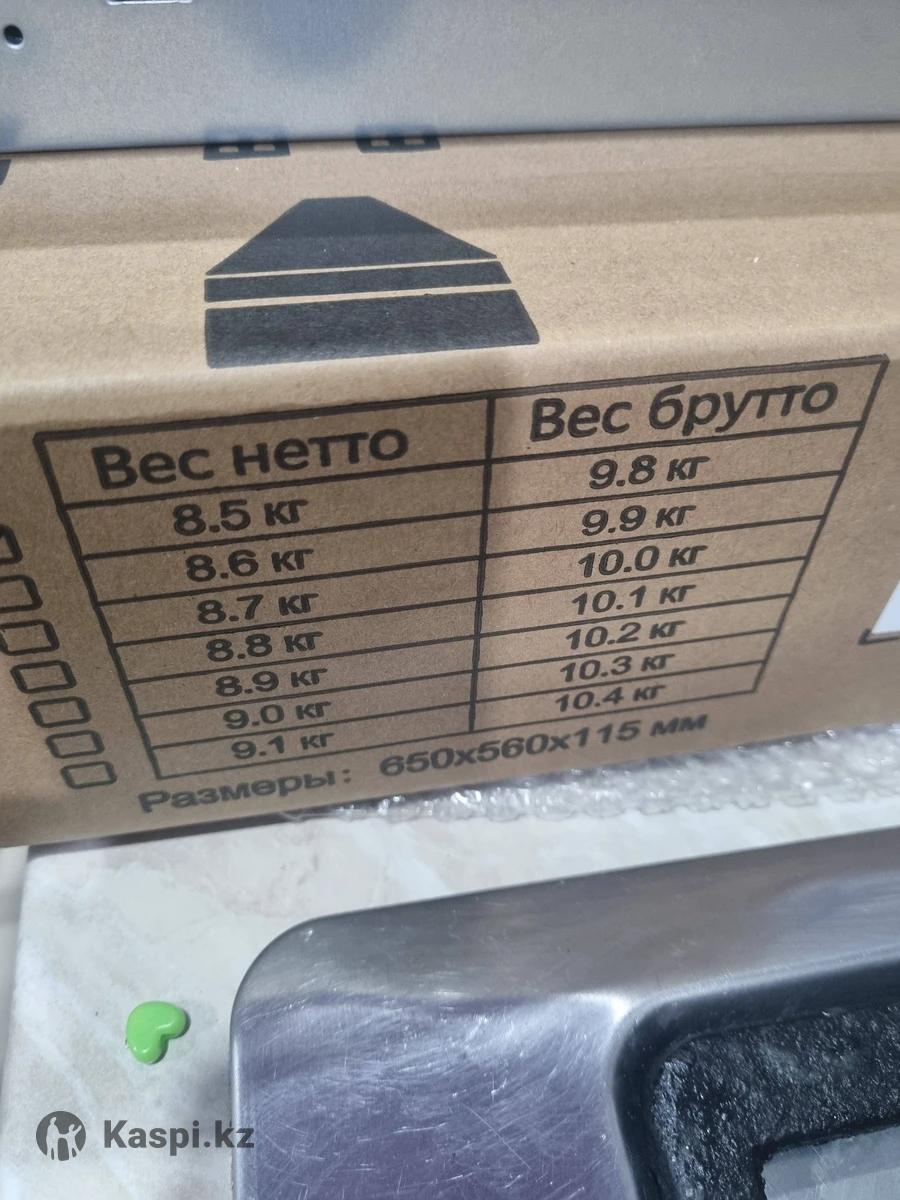 Вес нетто Вес брутто
8.5 кг 9.8 кг
8.6 кг 9.9 кг
8.7 кг 10.0 кг
8.8 кг 10.1 кг
8.9 кг 10.2 кг
9.0 кг 10.3 кг
9.1 кг 10.4 кг
Размеры: 650x560x115 мм
Kaspi.kz